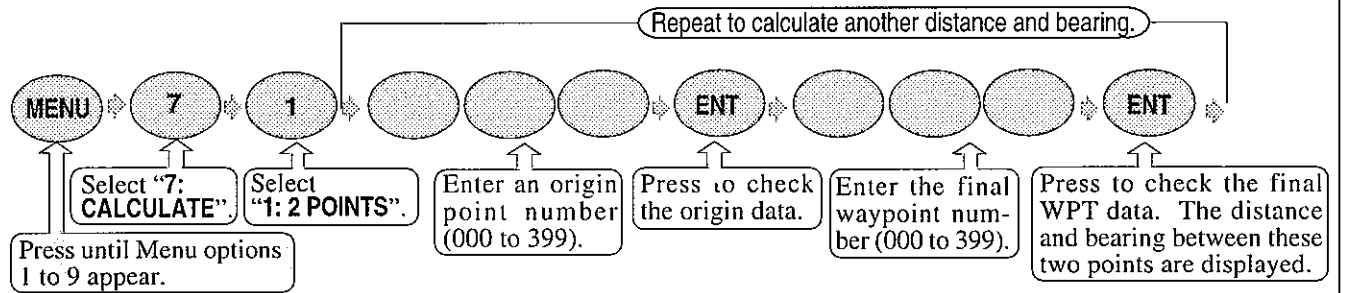 Repeat to calculate another distance and bearing.
MENU 7 1 ENT ENT
Select "7:
CALCULATE".
Select
"1: 2 POINTS".
Enter an origin
point number
(000 to 399).
Press to check
the origin data.
Enter the final
waypoint num-
ber (000 to 399).
Press to check the final
WPT data. The distance
and bearing between these
two points are displayed.
Press until Menu options
1 to 9 appear.